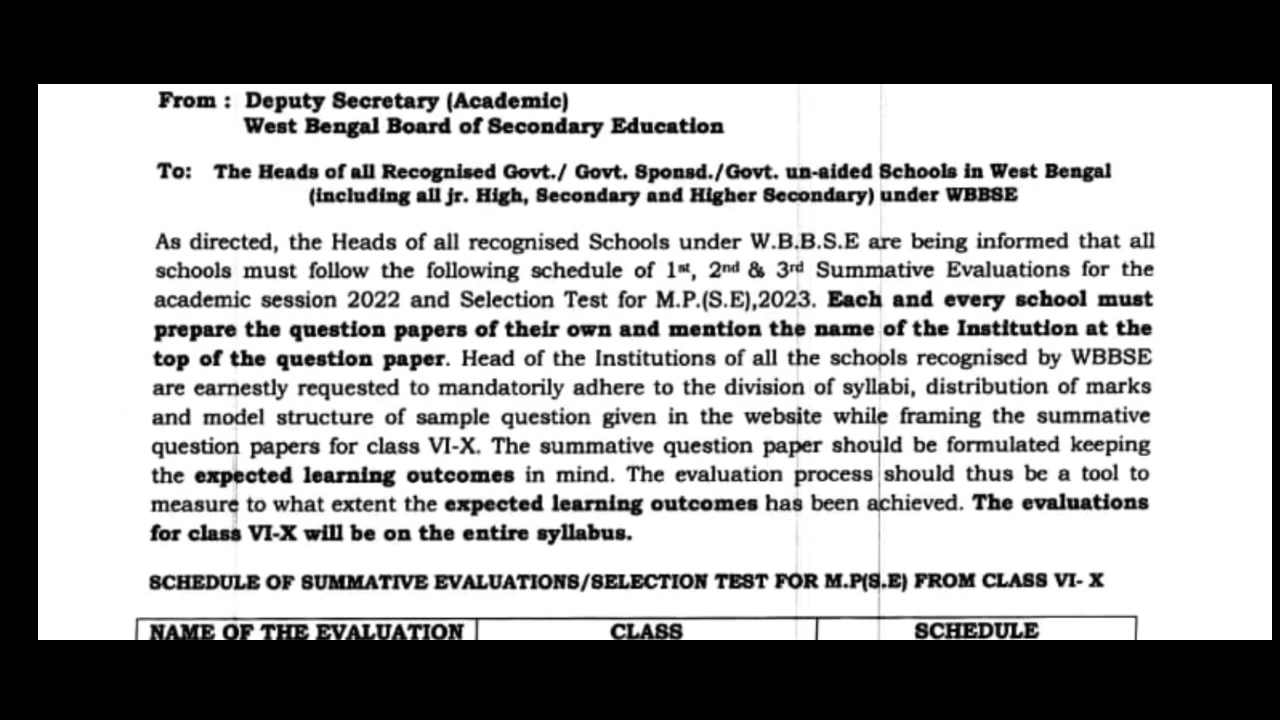 From : Deputy Secretary (Academic)
West Bengal Board of Secondary Education
To: The Heads of all Recognised Govt./ Govt. Sponsd./Govt. un-aided Schools in West Bengal
(including all jr. High, Secondary and Higher Secondary) under WBBSE
As directed, the Heads of all recognised Schools under W.B.B.S.E are being informed that all
schools must follow the following schedule of 1st, 2nd & 3rd Summative Evaluations for the
academic session 2022 and Selection Test for M.P.(S.E),2023. Each and every school must
prepare the question papers of their own and mention the name of the Institution at the
top of the question paper. Head of the Institutions of all the schools recognised by WBBSE
are earnestly requested to mandatorily adhere to the division of syllabi, distribution of marks
and model structure of sample question given in the website while framing the summative
question papers for class VI-X. The summative question paper should be formulated keeping
the expected learning outcomes in mind. The evaluation process should thus be a tool to
measure to what extent the expected learning outcomes has been achieved. The evaluations
for class VI-X will be on the entire syllabus.
SCHEDULE OF SUMMATIVE EVALUATIONS/SELECTION TEST FOR M.P(S.E) FROM CLASS VI- X
NAME OF THE EVALUATION CLASS SCHEDULE